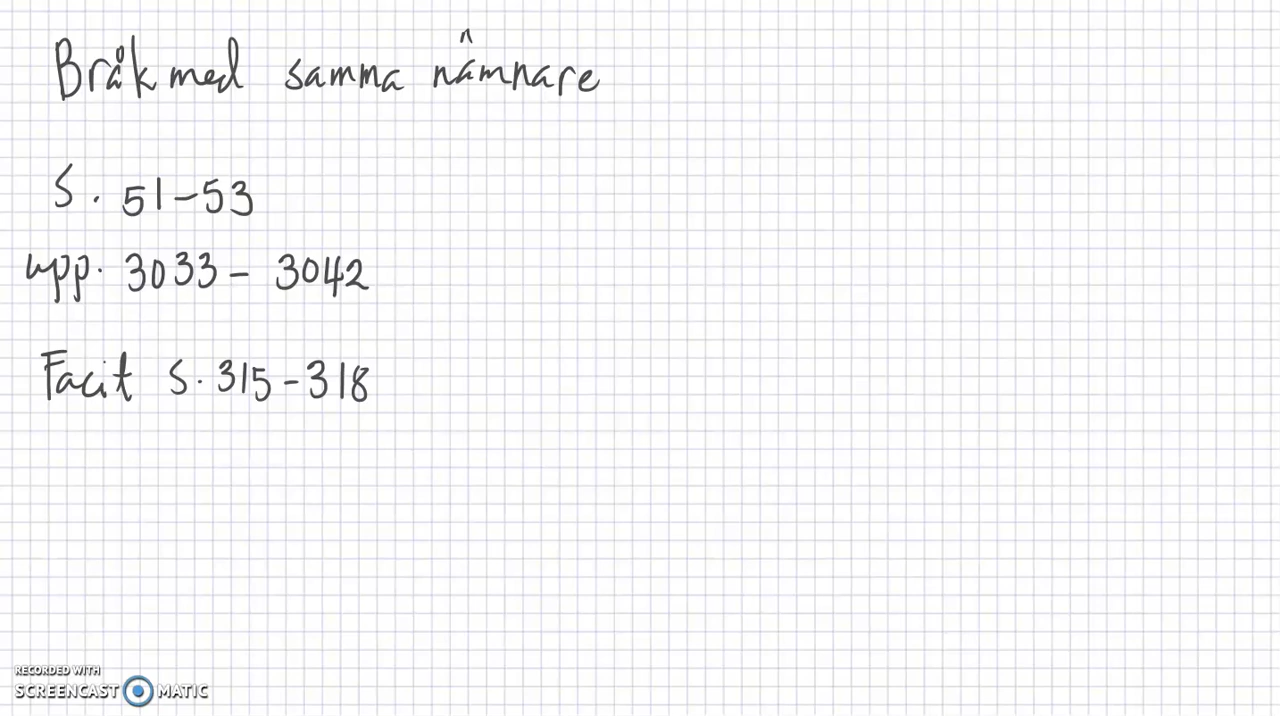 Bråk med samma nämnare
S. 51-53
upp. 3033 - 3042
Facit S. 315-318
RECORDED WITH
SCREENCAST MATIC